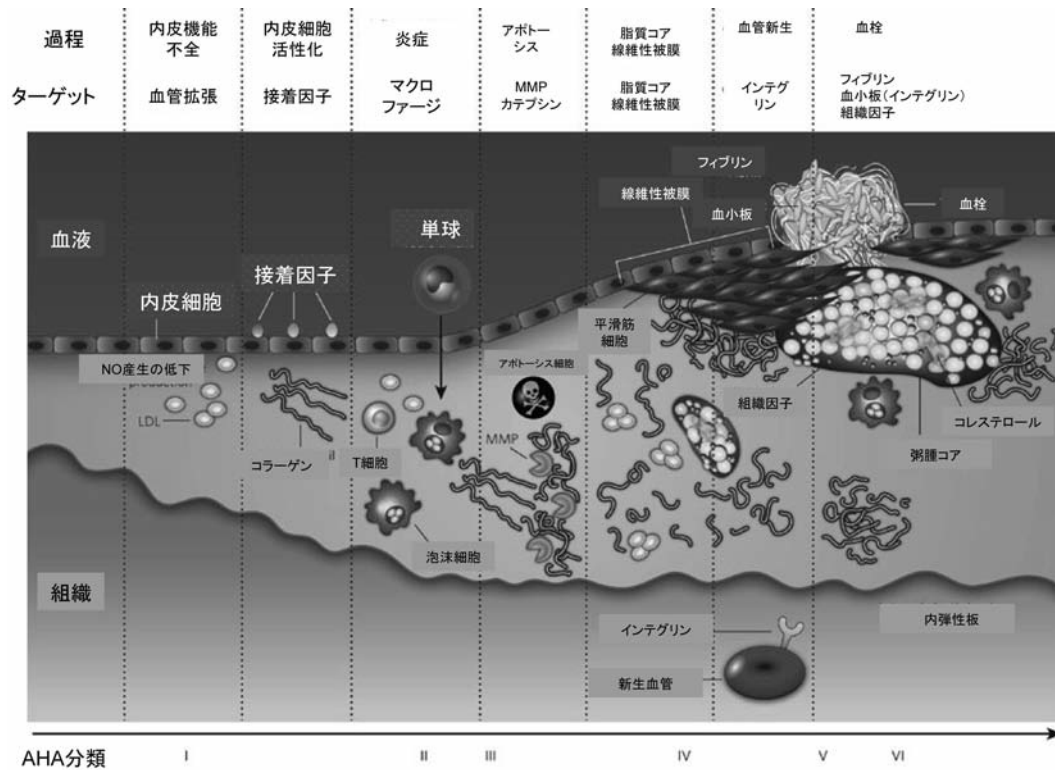 過程
内皮機能
不全
内皮細胞
活性化
炎症
アポトー
シス
脂質コア
線維性被膜
血管新生
血栓
ターゲット
血管拡張
接着因子
マクロ
ファージ
MMP
カテプシン
脂質コア
線維性被膜
インテグ
リン
フィブリン
血小板(インテグリン)
組織因子
フィブリン
線維性被膜
血小板
血栓
血液
単球
接着因子
内皮細胞
平滑筋
細胞
NO産生の低下
アポトーシス細胞
LDL
組織因子
コレステロール
MMP
コラーゲン
T細胞
粥腫コア
泡沫細胞
組織
内弾性板
インテグリン
新生血管
AHA分類
I
II
III
IV
V
VI